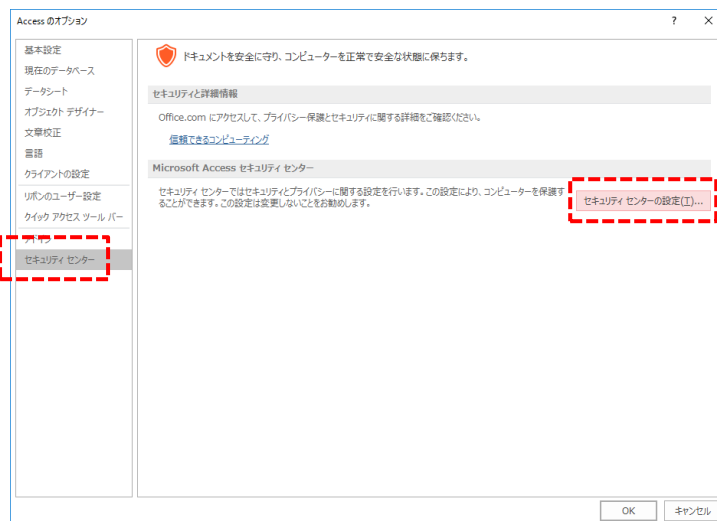 Access のオプション
? ×
基本設定
現在のデータベース
データシート
オブジェクト デザイナー
文章校正
言語
クライアントの設定
リボンのユーザー設定
クイック アクセス ツール バー
アドイン
セキュリティ センター
ドキュメントを安全に守り、コンピューターを正常で安全な状態に保ちます。
セキュリティと詳細情報
Office.com にアクセスして、プライバシー保護とセキュリティに関する詳細をご確認ください。
信頼できるコンピューティング
Microsoft Access セキュリティ センター
セキュリティ センターではセキュリティとプライバシーに関する設定を行います。この設定により、コンピューターを保護す
ることができます。この設定は変更しないことをお勧めします。
セキュリティ センターの設定(T)...
OK
キャンセル